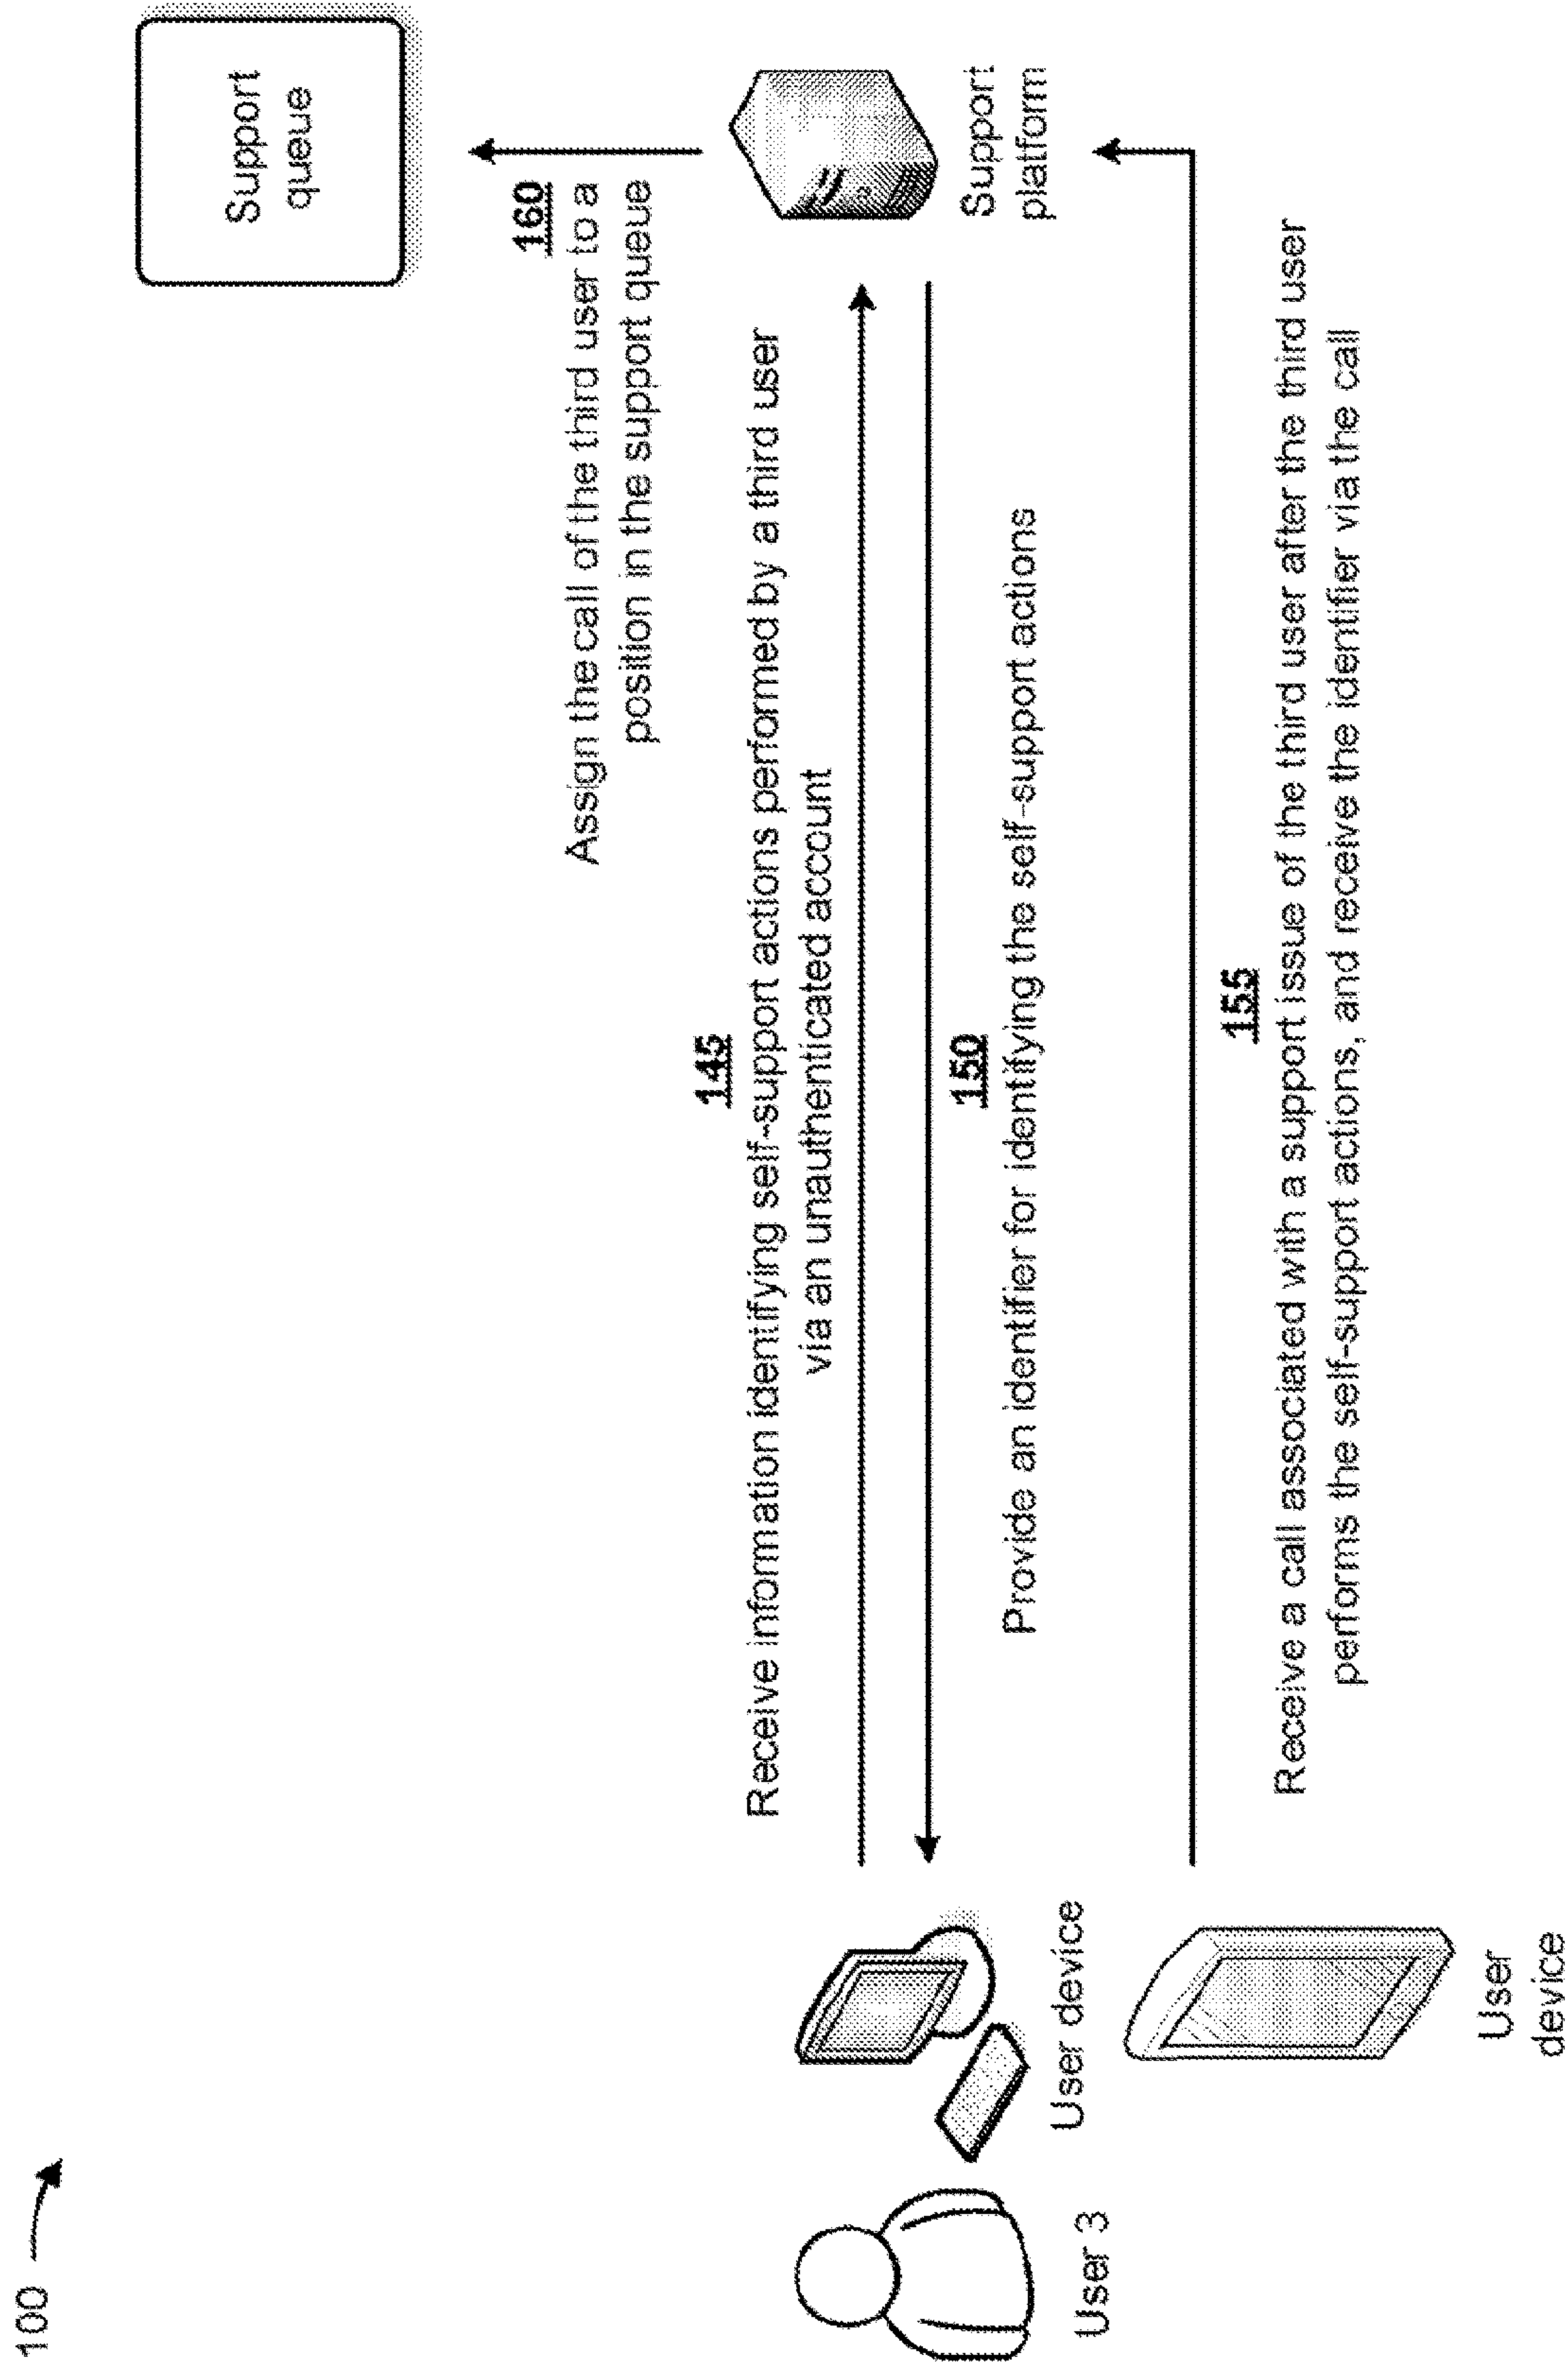 100
Support
queue
160
Assign the call of the third user to a
position in the support queue
145
Receive information identifying self-support actions performed by a third user
via an unauthenticated account
150
Provide an identifier for identifying the self-support actions
Support
platform
155
Receive a call associated with a support issue of the third user after the third user
performs the self-support actions, and receive the identifier via the call
User 3
User device
User
device